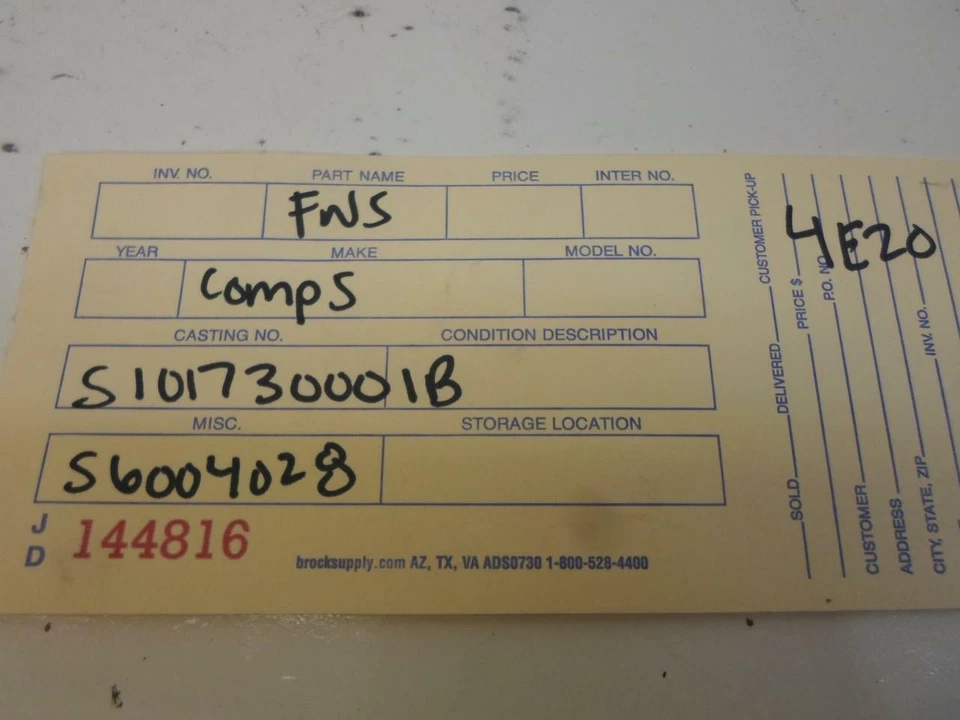 INV. NO. PART NAME PRICE INTER NO.
FNS
YEAR MAKE MODEL NO.
Comps
CASTING NO. CONDITION DESCRIPTION
S101730001B
MISC. STORAGE LOCATION
S6004028
JD 144816
brocksupply.com AZ, TX, VA ADS0730 1-800-528-4400
4E20
SOLD DELIVERED CUSTOMER PICK-UP
PRICE $
P.O. NO.
CUSTOMER
ADDRESS
CITY, STATE, ZIP
INV. NO.